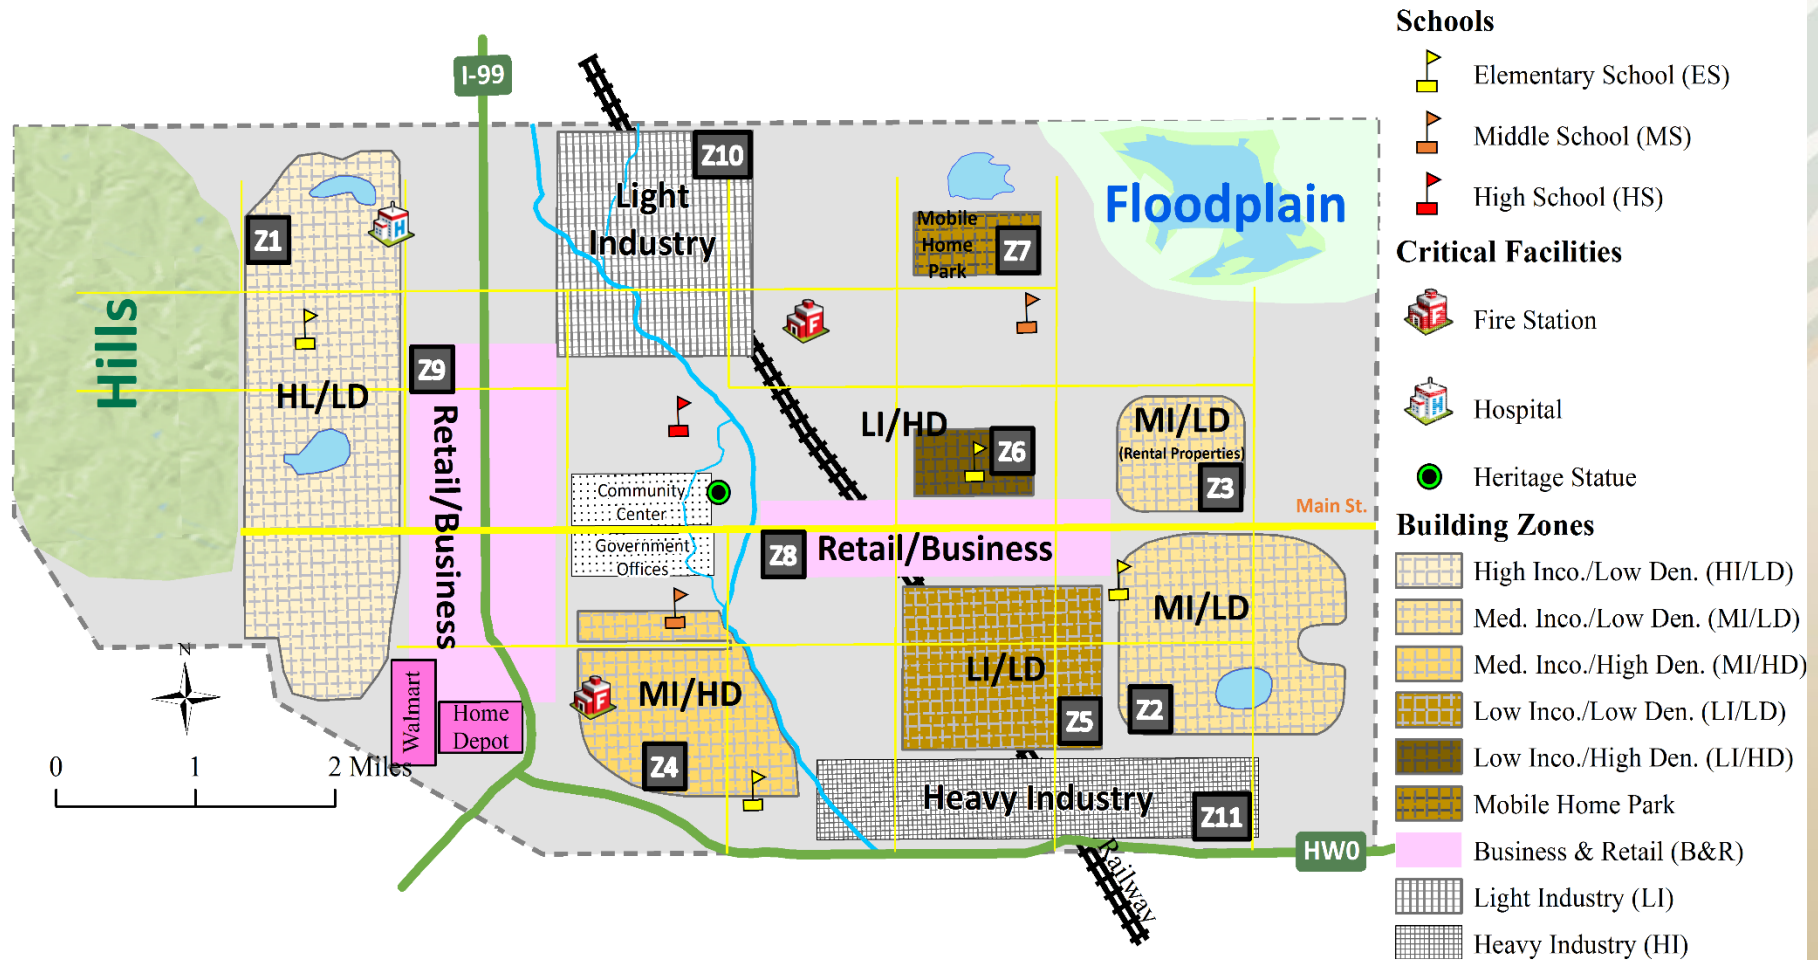 I-99
Z10
Light
Industry
Floodplain
Mobile
Home
Park
Z7
Z1
Hills
Z9
HL/LD
Retail/Business
LI/HD
Z6
MI/LD
(Rental Properties)
Z3
Main St.
Community
Center
Government
Offices
Z8
Retail/Business
MI/LD
LI/LD
Z5
Z2
MI/HD
Z4
Walmart
Home
Depot
N
0 1 2 Miles
Heavy Industry
Z11
HW0
Railway
Schools
Elementary School (ES)
Middle School (MS)
High School (HS)
Critical Facilities
F
Fire Station
H
Hospital
Heritage Statue
Building Zones
High Inco./Low Den. (HI/LD)
Med. Inco./Low Den. (MI/LD)
Med. Inco./High Den. (MI/HD)
Low Inco./Low Den. (LI/LD)
Low Inco./High Den. (LI/HD)
Mobile Home Park
Business & Retail (B&R)
Light Industry (LI)
Heavy Industry (HI)